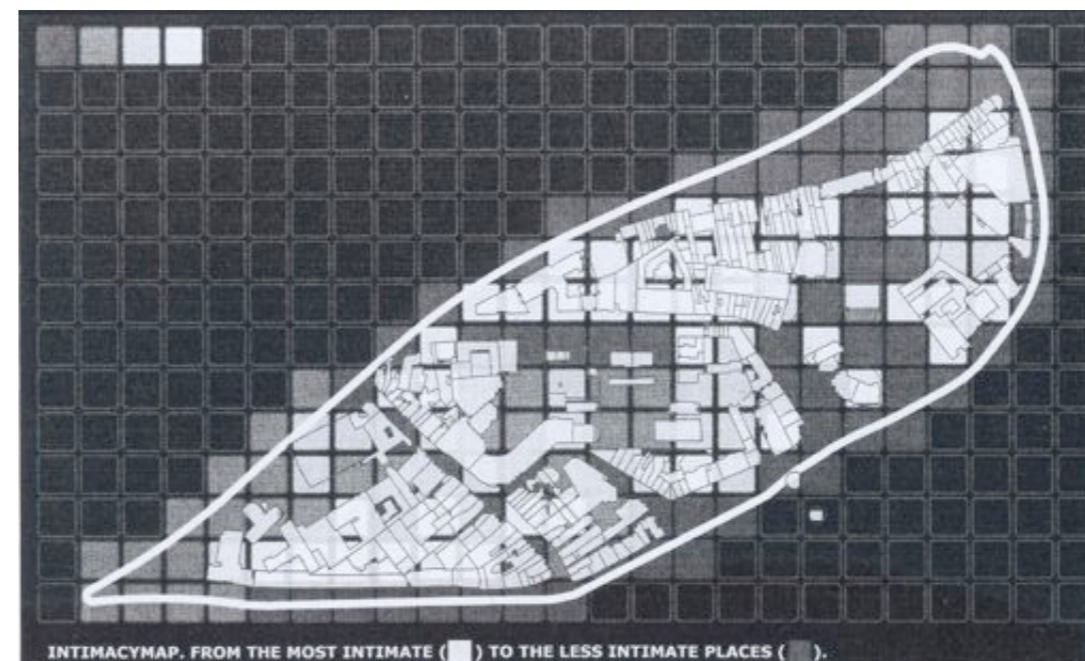 INTIMACYMAP. FROM THE MOST INTIMATE ( ) TO THE LESS INTIMATE PLACES ( ).